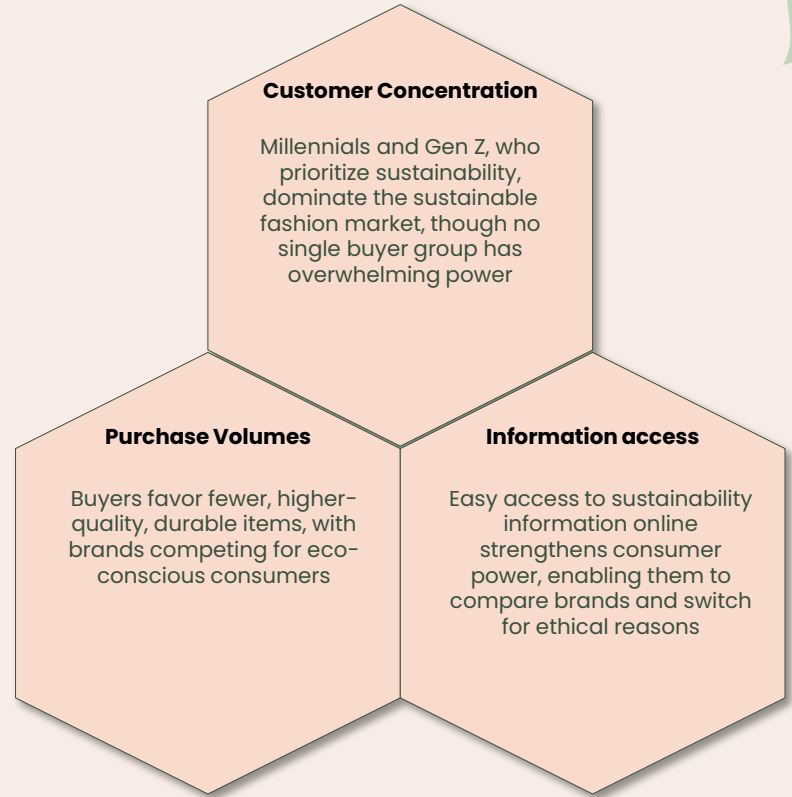 Customer Concentration
Millennials and Gen Z, who
prioritize sustainability,
dominate the sustainable
fashion market, though no
single buyer group has
overwhelming power
Purchase Volumes
Buyers favor fewer, higher-
quality, durable items, with
brands competing for eco-
conscious consumers
Information access
Easy access to sustainability
information online
strengthens consumer
power, enabling them to
compare brands and switch
for ethical reasons